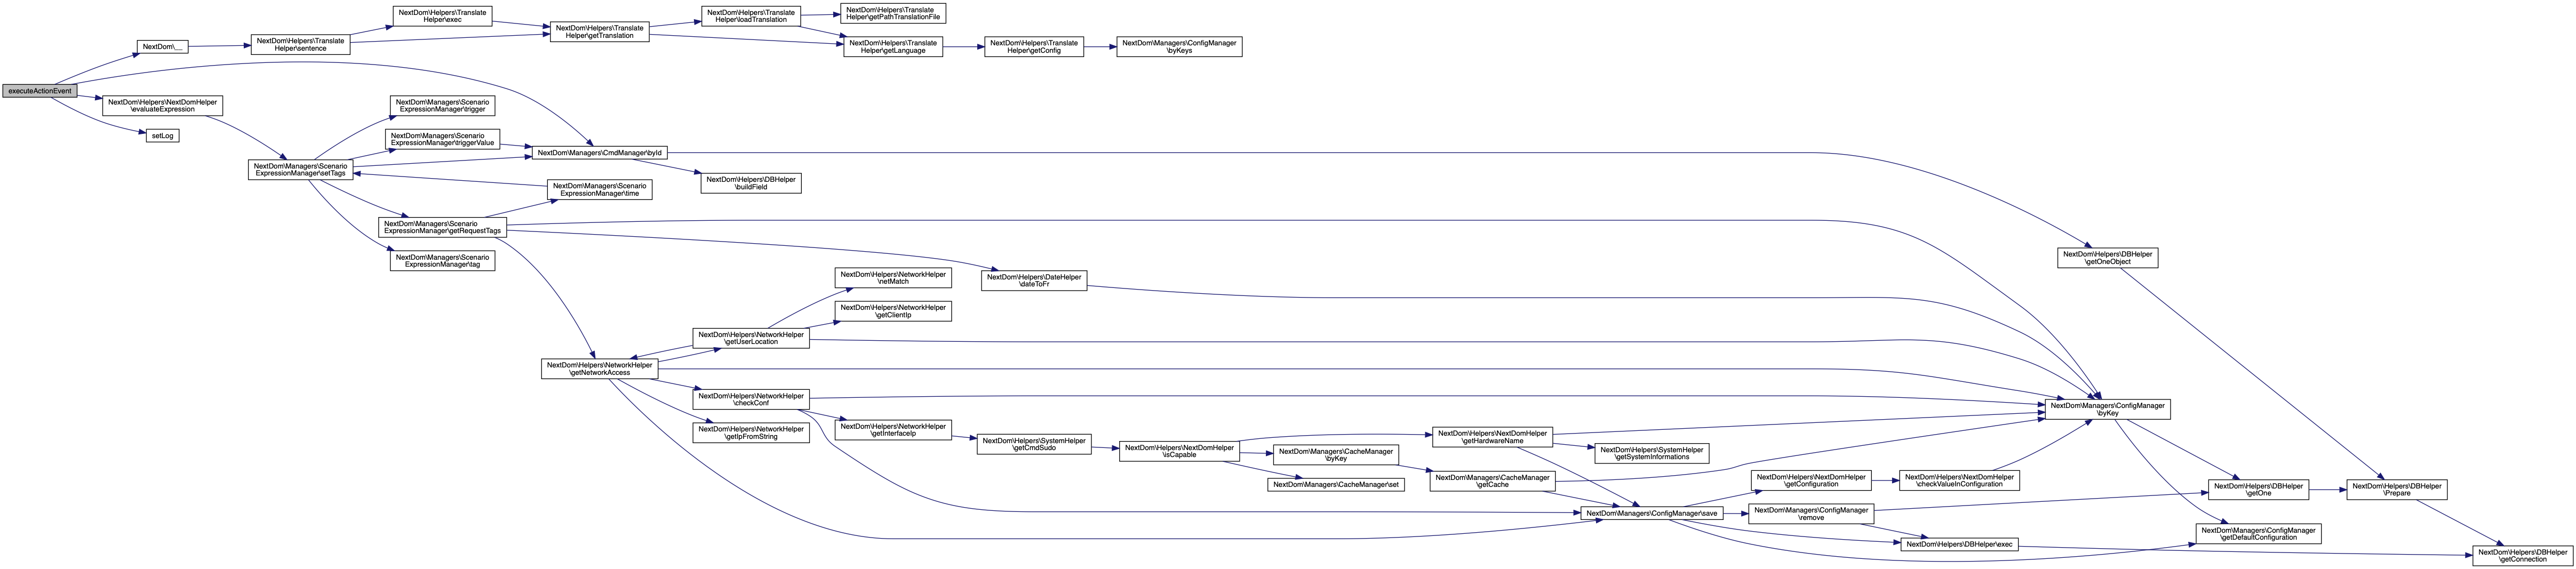 executeActionEvent
NextDom\__
NextDom\Helpers\NextDomHelper
\evaluateExpression
setLog
NextDom\Helpers\Translate
Helper\sentence
NextDom\Managers\Scenario
ExpressionManager\setTags
NextDom\Helpers\Translate
Helper\exec
NextDom\Managers\Scenario
ExpressionManager\trigger
NextDom\Managers\Scenario
ExpressionManager\triggerValue
NextDom\Managers\Scenario
ExpressionManager\getRequestTags
NextDom\Managers\Scenario
ExpressionManager\tag
NextDom\Helpers\Translate
Helper\getTranslation
NextDom\Managers\CmdManager\byId
NextDom\Managers\Scenario
ExpressionManager\time
NextDom\Helpers\NetworkHelper
\getNetworkAccess
NextDom\Helpers\Translate
Helper\loadTranslation
NextDom\Helpers\DBHelper
\buildField
NextDom\Helpers\NetworkHelper
\getUserLocation
NextDom\Helpers\NetworkHelper
\checkConf
NextDom\Helpers\NetworkHelper
\getIpFromString
NextDom\Helpers\Translate
Helper\getPathTranslationFile
NextDom\Helpers\Translate
Helper\getLanguage
NextDom\Helpers\NetworkHelper
\netMatch
NextDom\Helpers\NetworkHelper
\getClientIp
NextDom\Helpers\NetworkHelper
\getInterfaceIp
NextDom\Helpers\Translate
Helper\getConfig
NextDom\Helpers\DateHelper
\dateToFr
NextDom\Helpers\SystemHelper
\getCmdSudo
NextDom\Managers\ConfigManager
\byKeys
NextDom\Helpers\NextDomHelper
\isCapable
NextDom\Managers\CacheManager
\byKey
NextDom\Managers\CacheManager\set
NextDom\Helpers\NextDomHelper
\getHardwareName
NextDom\Managers\CacheManager
\getCache
NextDom\Helpers\SystemHelper
\getSystemInformations
NextDom\Managers\ConfigManager\save
NextDom\Helpers\NextDomHelper
\getConfiguration
NextDom\Managers\ConfigManager
\remove
NextDom\Helpers\NextDomHelper
\checkValueInConfiguration
NextDom\Helpers\DBHelper\exec
NextDom\Helpers\DBHelper
\getOneObject
NextDom\Managers\ConfigManager
\byKey
NextDom\Helpers\DBHelper
\getOne
NextDom\Managers\ConfigManager
\getDefaultConfiguration
NextDom\Helpers\DBHelper
\Prepare
NextDom\Helpers\DBHelper
\getConnection